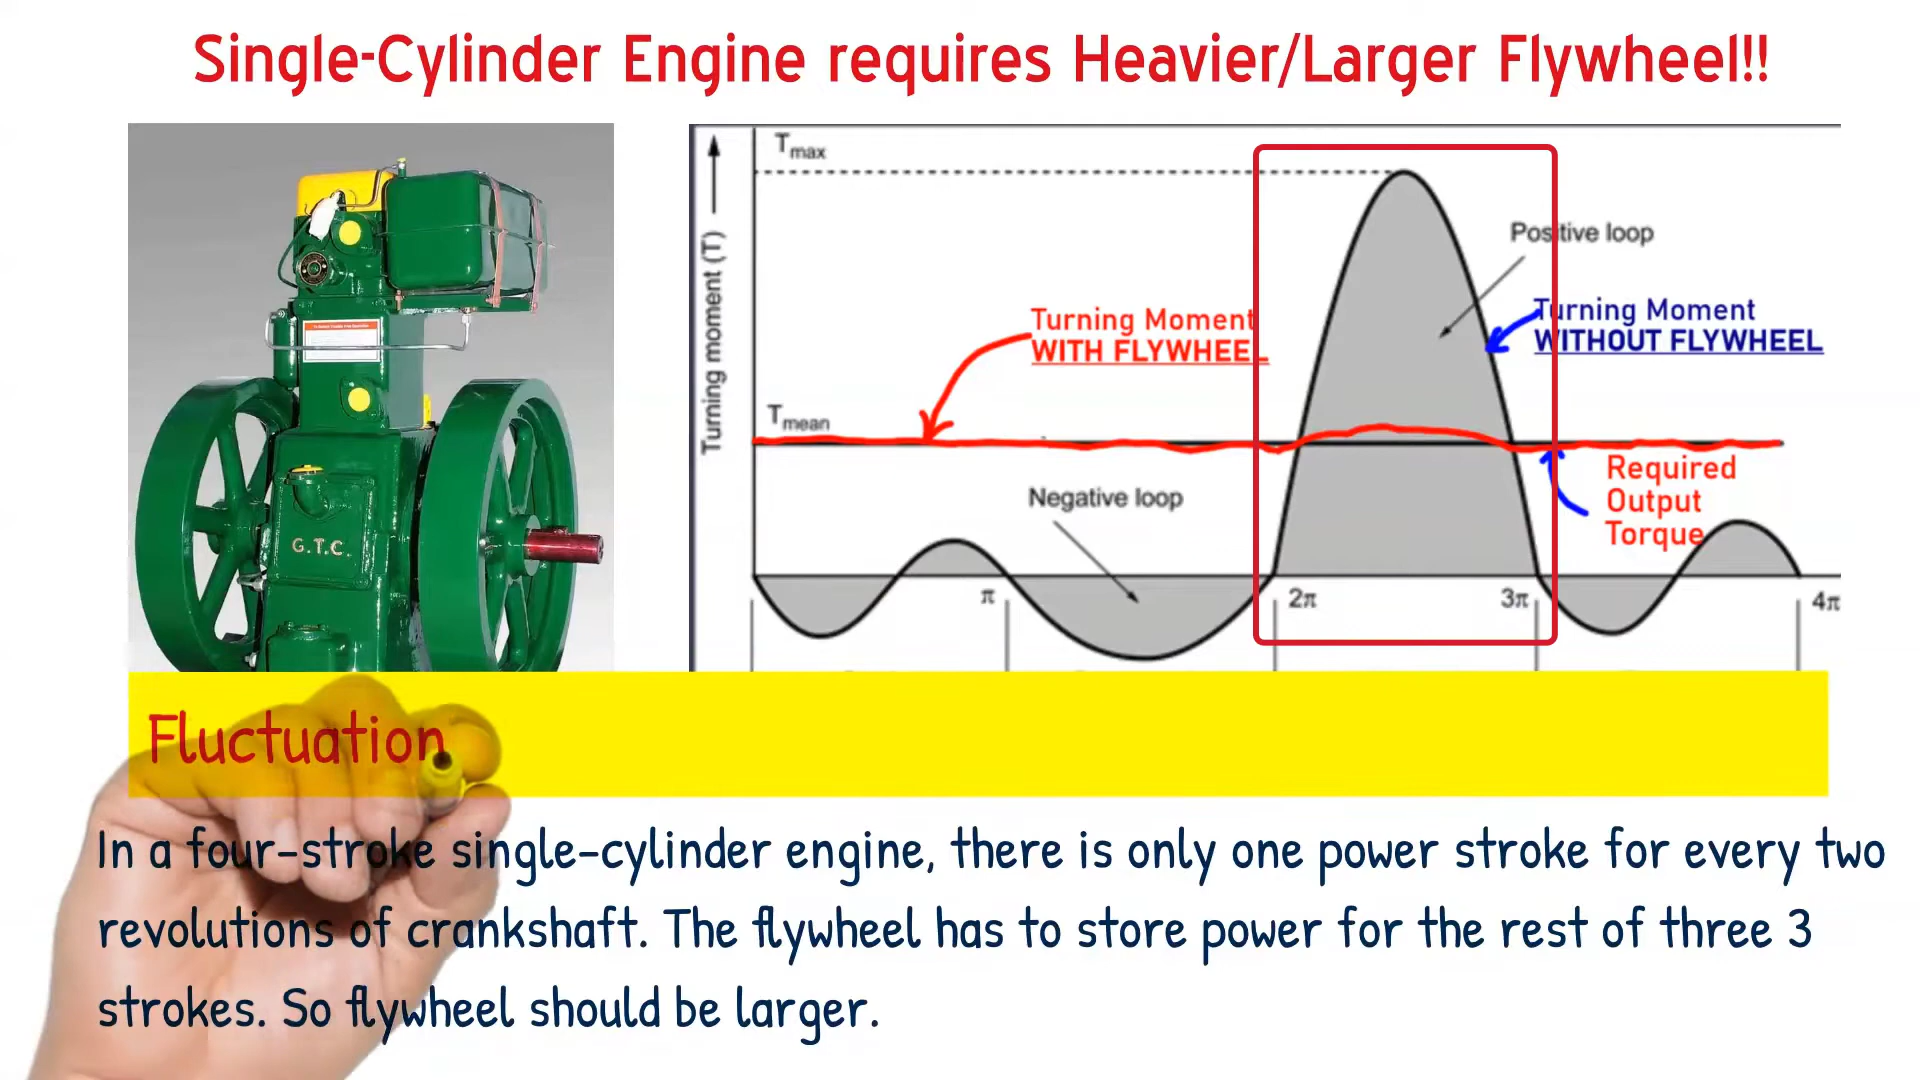 Single-Cylinder Engine requires Heavier/Larger Flywheel!!
Tmax
Turning moment (T)
Positive loop
Turning Moment
WITH FLYWHEEL
Turning Moment
WITHOUT FLYWHEEL
Tmean
Required
Output
Torque
Negative loop
π
2π
3π
4π
G.T.C.
Fluctuation
In a four-stroke single-cylinder engine, there is only one power stroke for every two
revolutions of crankshaft. The flywheel has to store power for the rest of three 3
strokes. So flywheel should be larger.